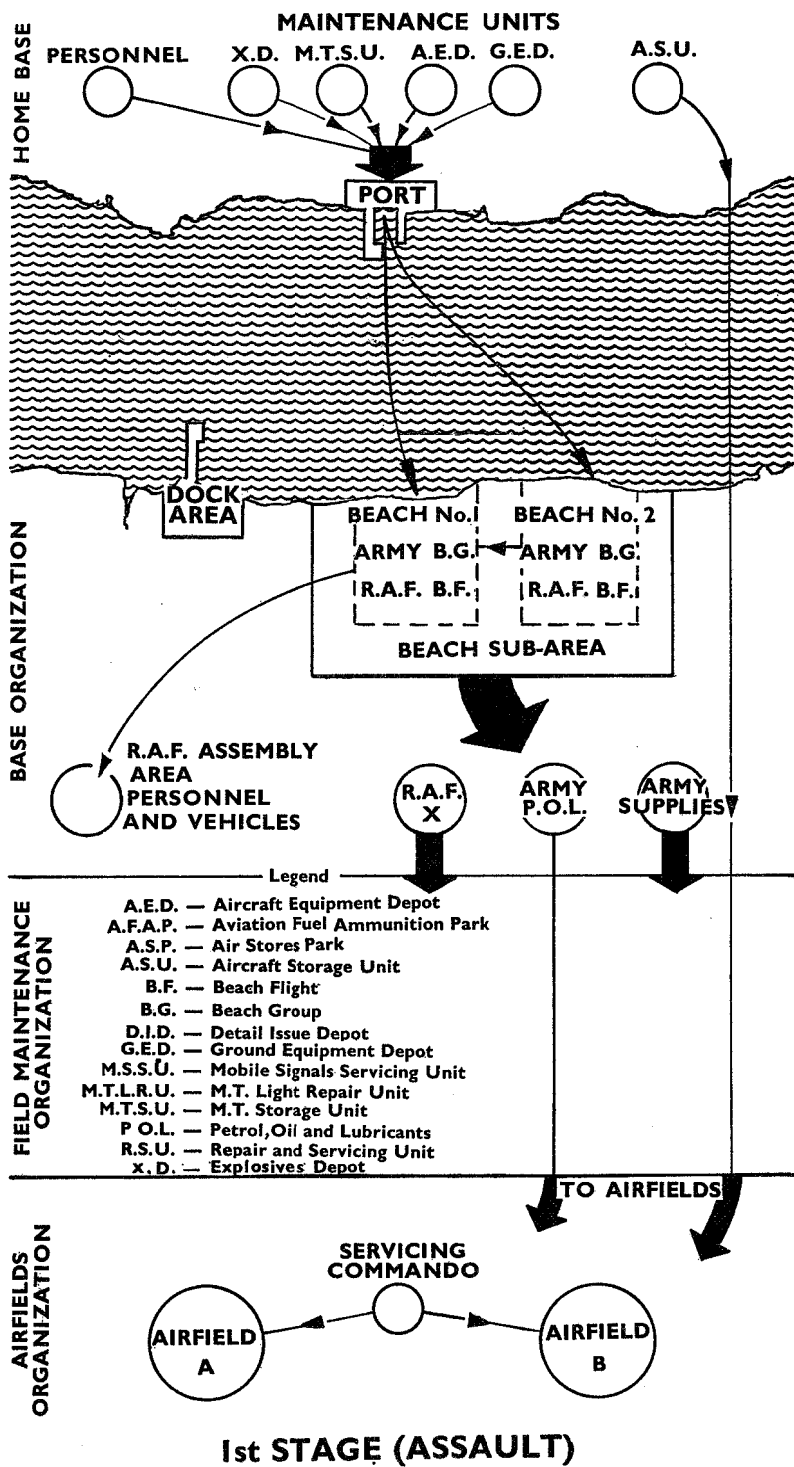 HOME BASE
MAINTENANCE UNITS
PERSONNEL
X.D.
M.T.S.U.
A.E.D.
G.E.D.
A.S.U.
PORT
DOCK
AREA
BASE ORGANIZATION
BEACH No.1
ARMY B.G.
R.A.F. B.F.
BEACH No. 2
ARMY B.G.
R.A.F. B.F.
BEACH SUB-AREA
R.A.F. ASSEMBLY
AREA
PERSONNEL
AND VEHICLES
R.A.F.
X
ARMY
P.O.L.
ARMY
SUPPLIES
FIELD MAINTENANCE
ORGANIZATION
Legend
A.E.D. — Aircraft Equipment Depot
A.F.A.P. — Aviation Fuel Ammunition Park
A.S.P. — Air Stores Park
A.S.U. — Aircraft Storage Unit
B.F. — Beach Flight
B.G. — Beach Group
D.I.D. — Detail Issue Depot
G.E.D. — Ground Equipment Depot
M.S.S.U. — Mobile Signals Servicing Unit
M.T.L.R.U. — M.T. Light Repair Unit
M.T.S.U. — M.T. Storage Unit
P O.L. — Petrol, Oil and Lubricants
R.S.U. — Repair and Servicing Unit
X.D. — Explosives Depot
TO AIRFIELDS
AIRFIELDS
ORGANIZATION
SERVICING
COMMANDO
AIRFIELD
A
AIRFIELD
B
1st STAGE (ASSAULT)